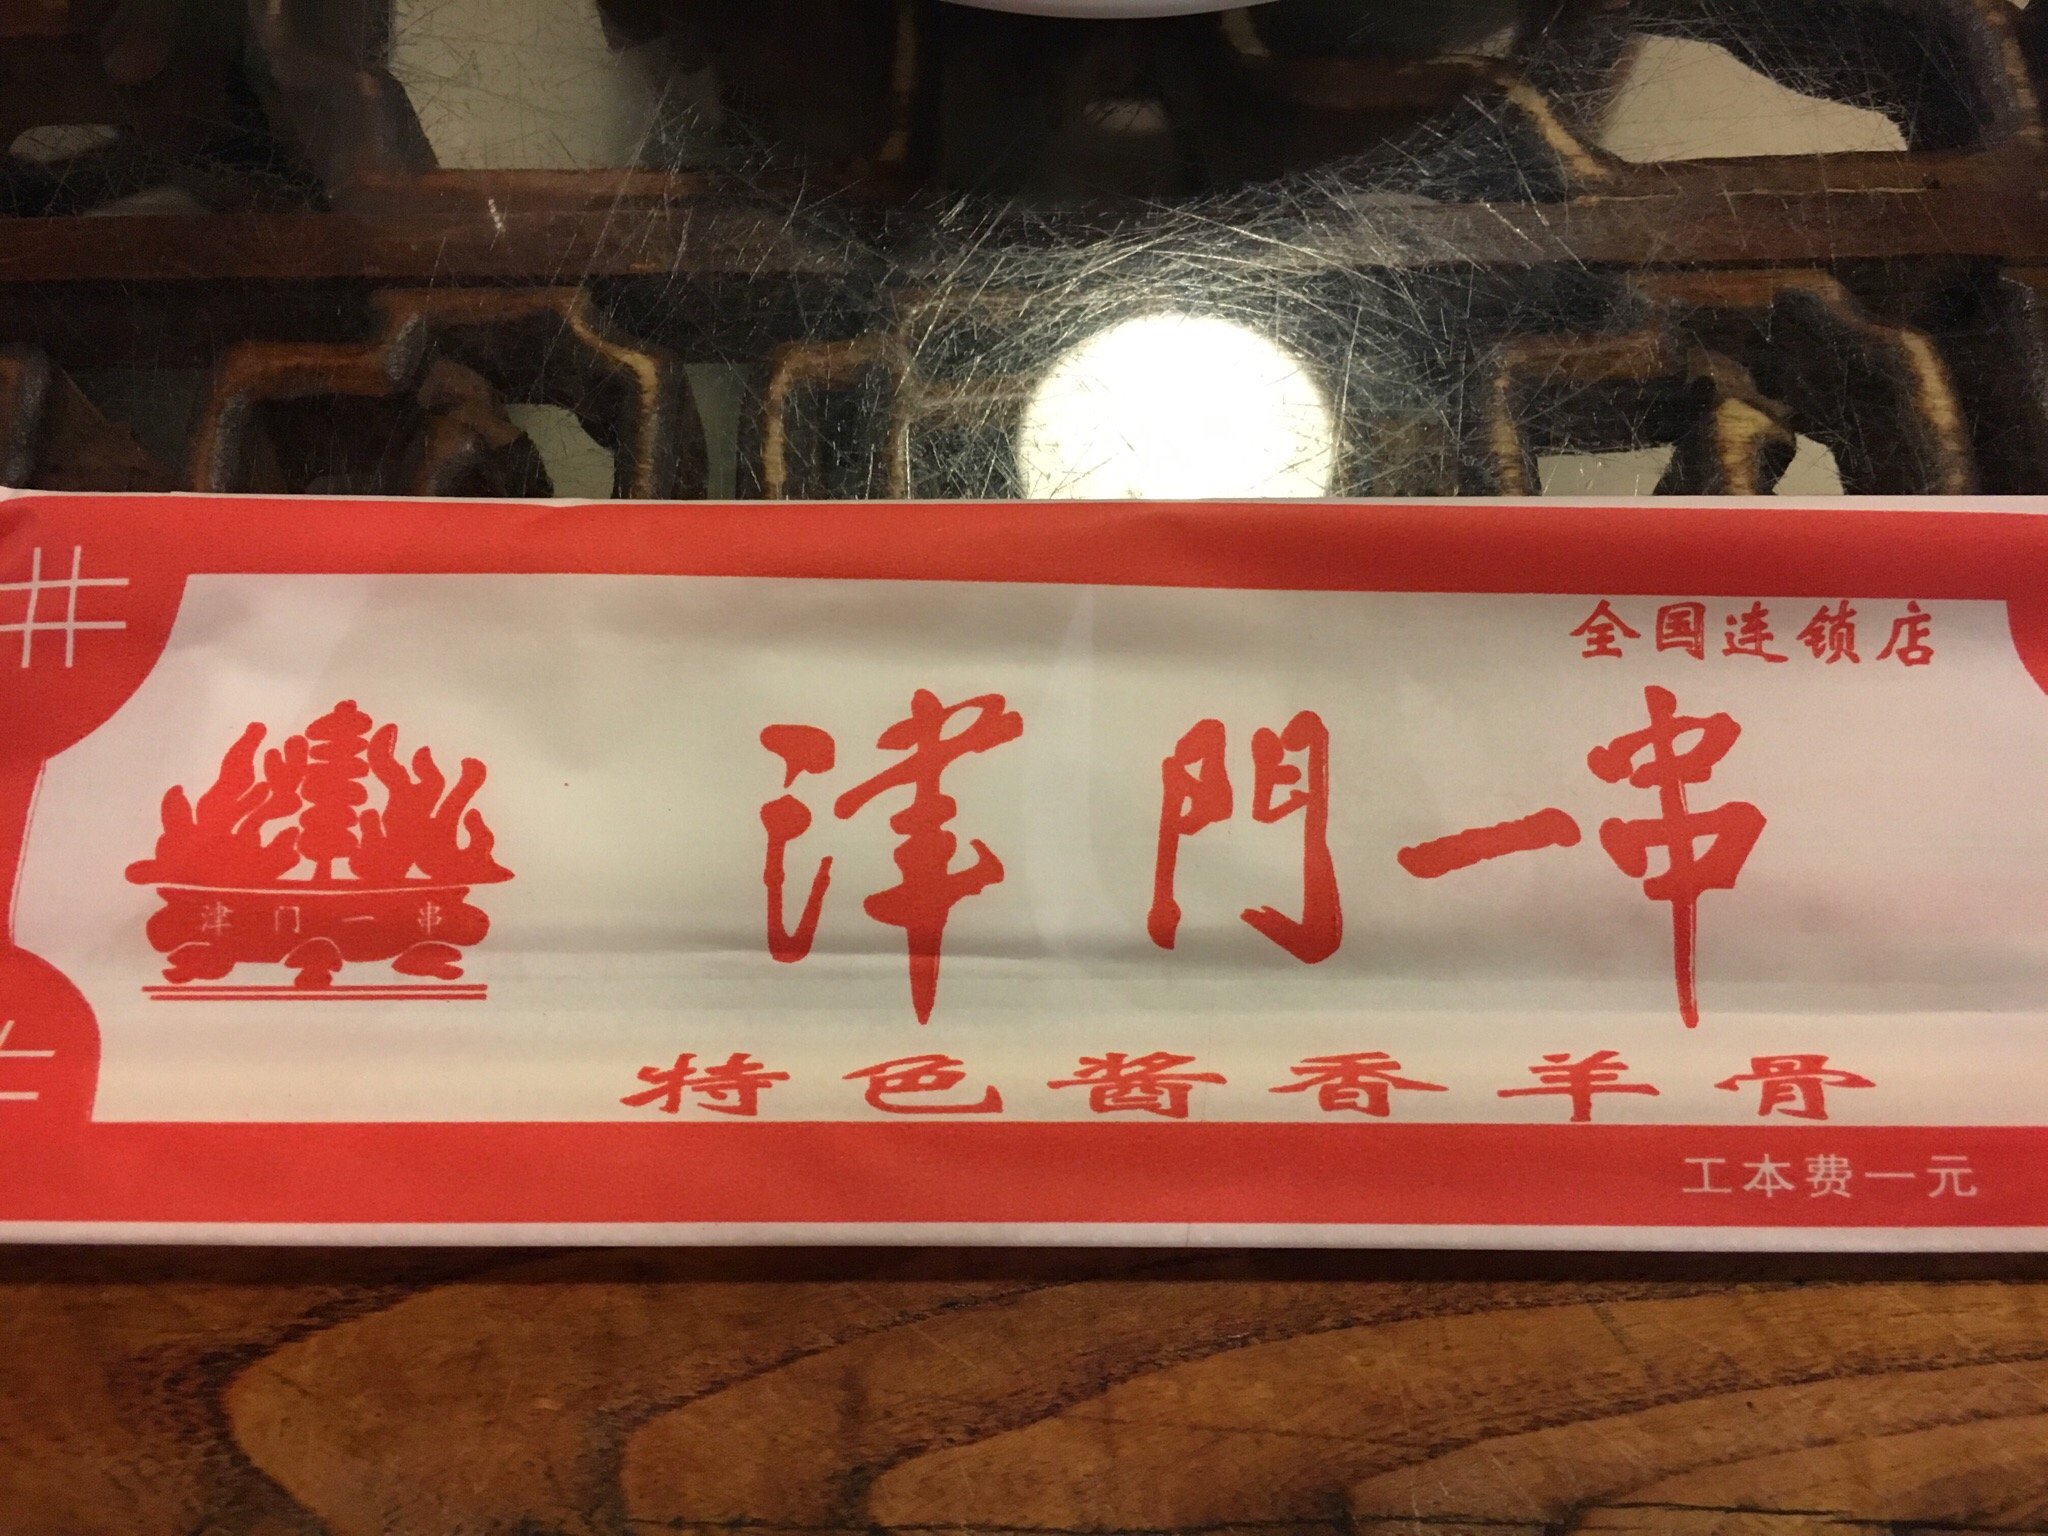 全国连锁店
津門一串
津门一串
特色酱香羊骨
工本费一元